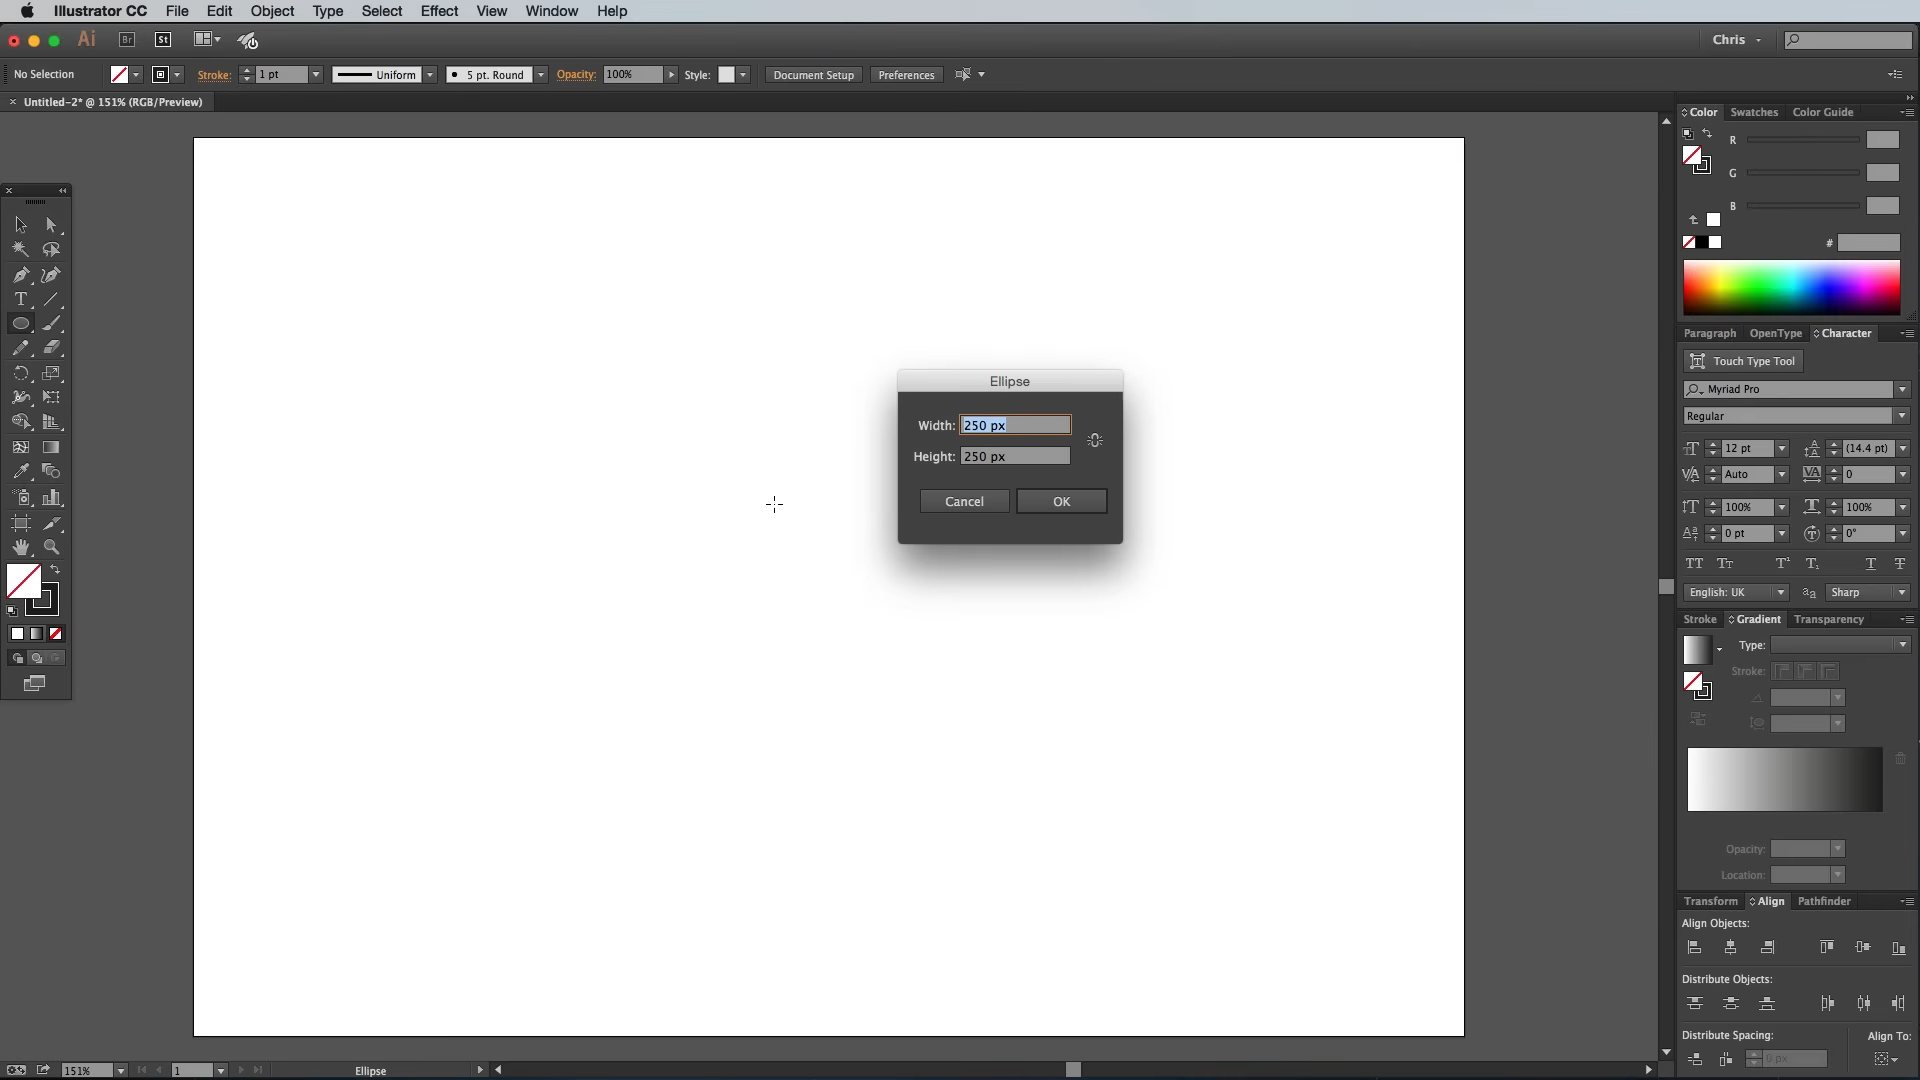 Illustrator CC File Edit Object Type Select Effect View Window Help
Ai Br St Chris
No Selection Stroke: 1 pt Uniform 5 pt. Round Opacity: 100% Style: Document Setup Preferences
× Untitled-2* @ 151% (RGB/Preview)
Color Swatches Color Guide
R
G
B
#
Paragraph OpenType Character
Touch Type Tool
Myriad Pro
Regular
12 pt (14.4 pt)
Auto 0
100% 100%
0 pt 0°
English: UK Sharp
Stroke Gradient Transparency
Type:
Stroke:
Opacity:
Location:
Transform Align Pathfinder
Align Objects:
Distribute Objects:
Distribute Spacing: Align To:
0 px
Ellipse
Width: 250 px
Height: 250 px
Cancel OK
151% 1 Ellipse